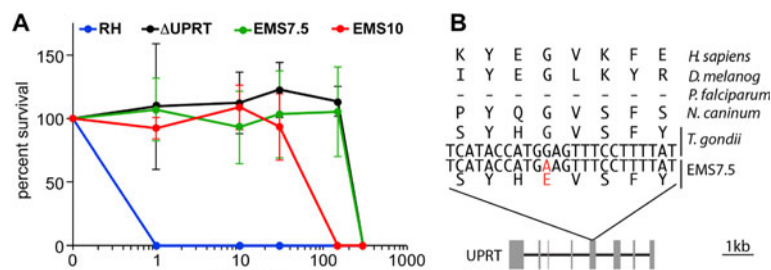 A
RH ΔUPRT EMS7.5 EMS10
percent survival
150
100
50
0
0 1 10 100 1000
B
K Y E G V K F E H. sapiens
I Y E G L K Y R D. melanog
- - - - - - - - P. falciparum
P Y Q G V S F S N. caninum
S Y H G V S F Y T. gondii
TCATACCATGGAGTTTCCTTTTAT
TCATACCATGAAGTTTCCTTTTAT EMS7.5
S Y H E V S F Y
UPRT 1kb